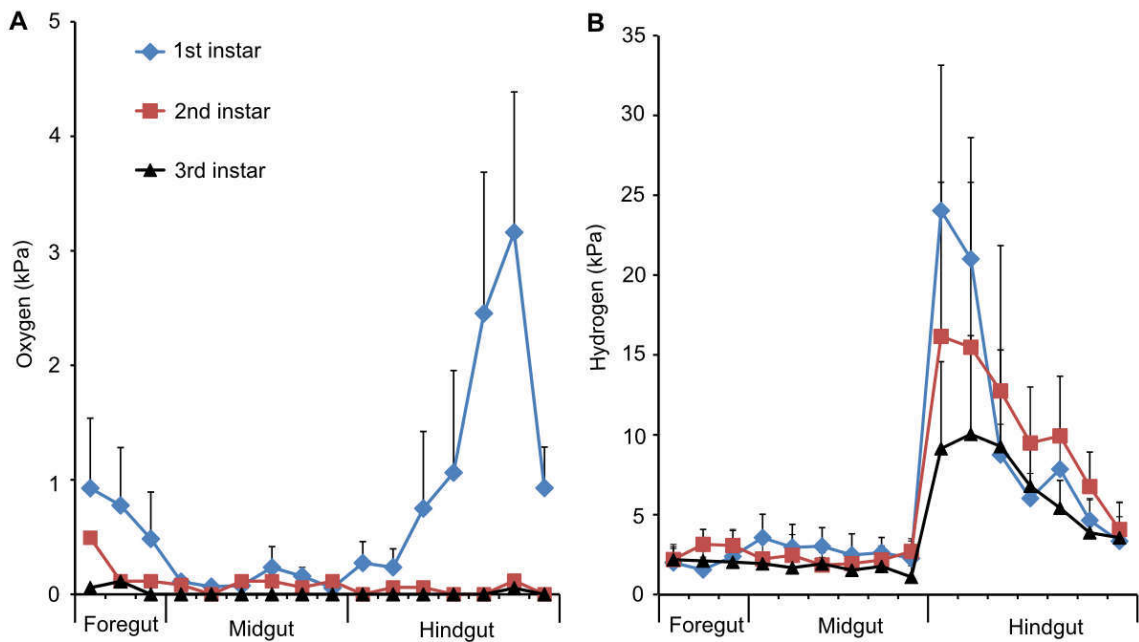 A
5
4
3
2
1
0
Oxygen (kPa)
1st instar
2nd instar
3rd instar
Foregut
Midgut
Hindgut
B
35
30
25
20
15
10
5
0
Hydrogen (kPa)
Foregut
Midgut
Hindgut